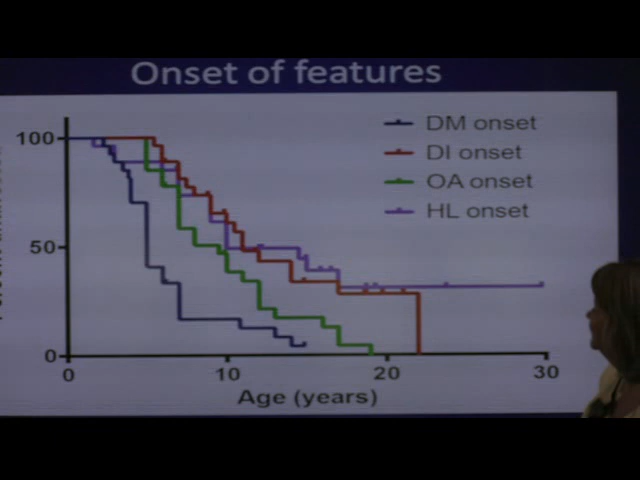 Onset of features
DM onset
DI onset
OA onset
HL onset
100
50
0
0 10 20 30
Age (years)